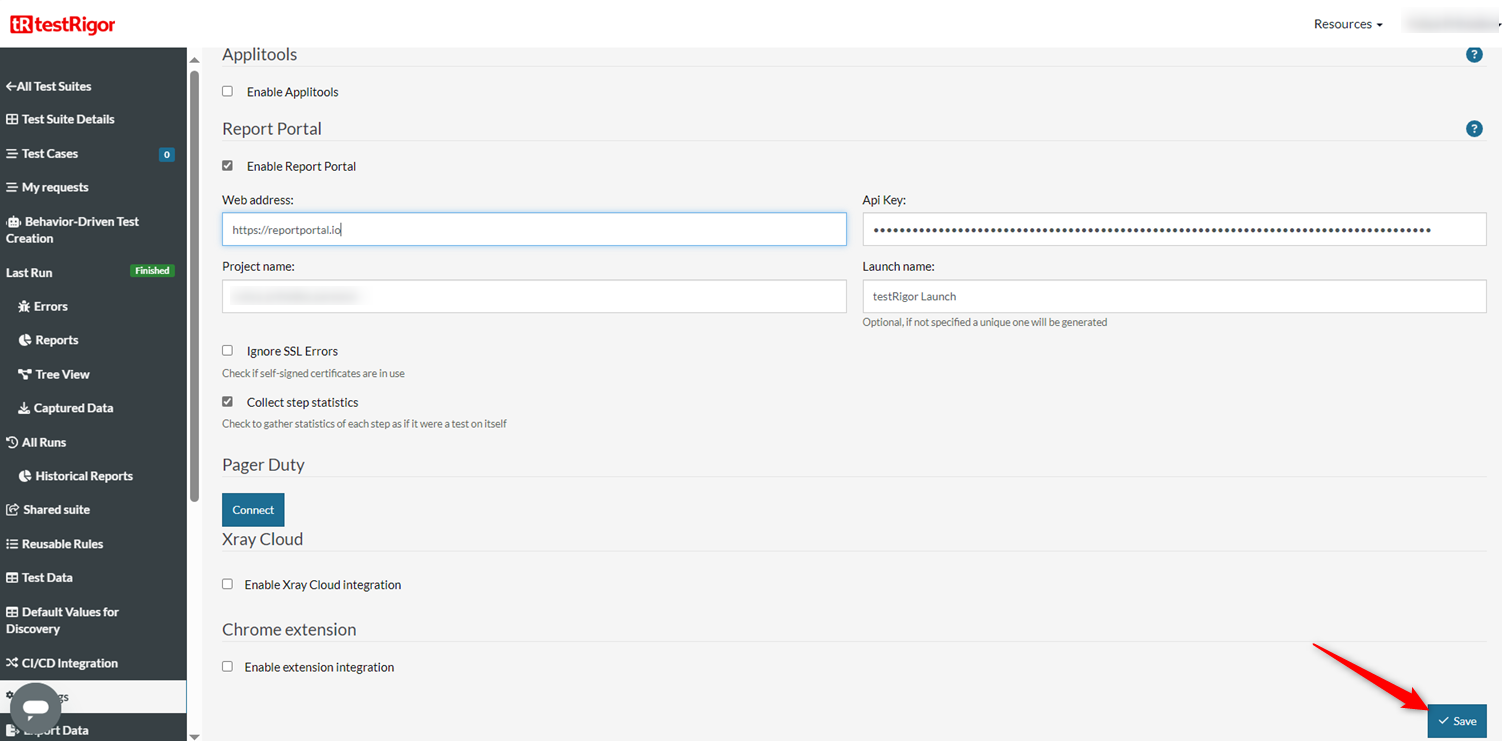 tR testRigor
Resources
←All Test Suites
Test Suite Details
Test Cases
0
My requests
Behavior-Driven Test
Creation
Last Run
Finished
Errors
Reports
Tree View
Captured Data
All Runs
Historical Reports
Shared suite
Reusable Rules
Test Data
Default Values for
Discovery
CI/CD Integration
Data
Applitools
?
Enable Applitools
Report Portal
?
Enable Report Portal
Web address:
Api Key:
https://reportportal.io
Project name:
Launch name:
testRigor Launch
Optional, if not specified a unique one will be generated
Ignore SSL Errors
Check if self-signed certificates are in use
Collect step statistics
Check to gather statistics of each step as if it were a test on itself
Pager Duty
Connect
Xray Cloud
Enable Xray Cloud integration
Chrome extension
Enable extension integration
Save